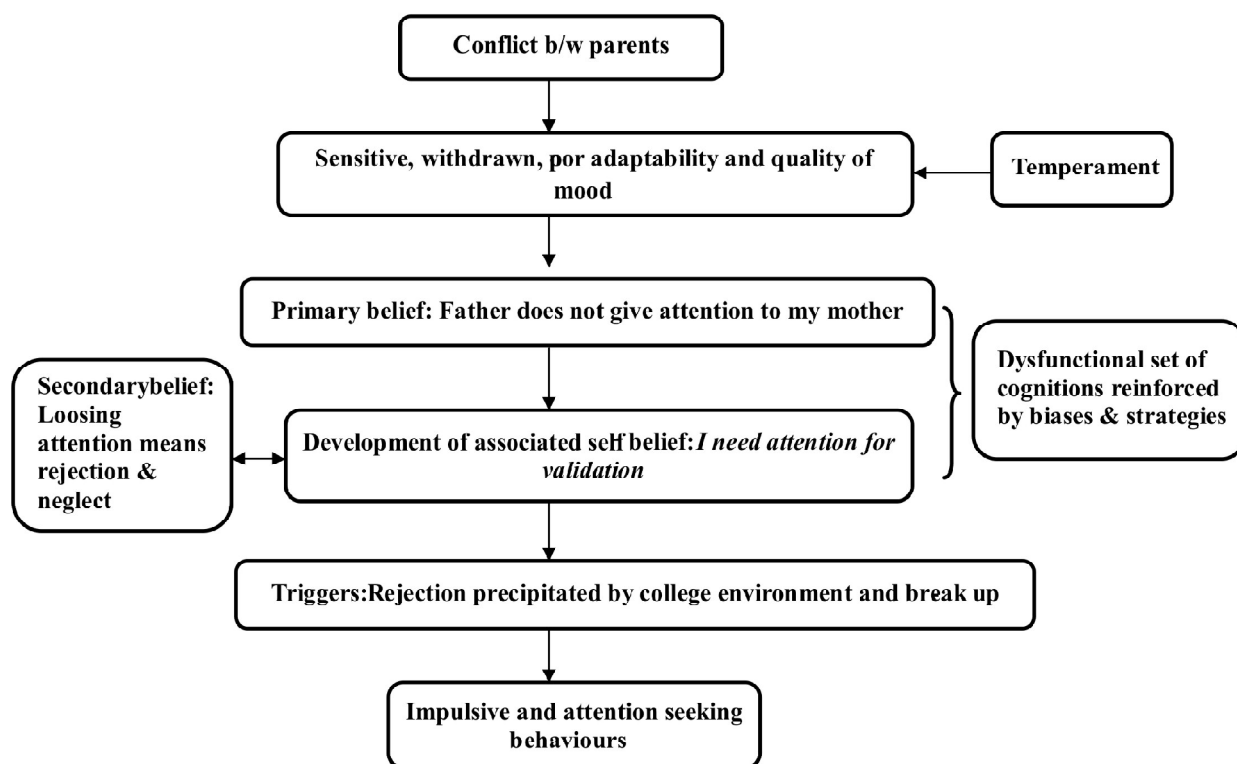 Conflict b/w parents
Sensitive, withdrawn, por adaptability and quality of
mood
Temperament
Primary belief: Father does not give attention to my mother
Dysfunctional set of
cognitions reinforced
by biases & strategies
Secondarybelief:
Loosing
attention means
rejection &
neglect
Development of associated self belief:I need attention for
validation
Triggers:Rejection precipitated by college environment and break up
Impulsive and attention seeking
behaviours